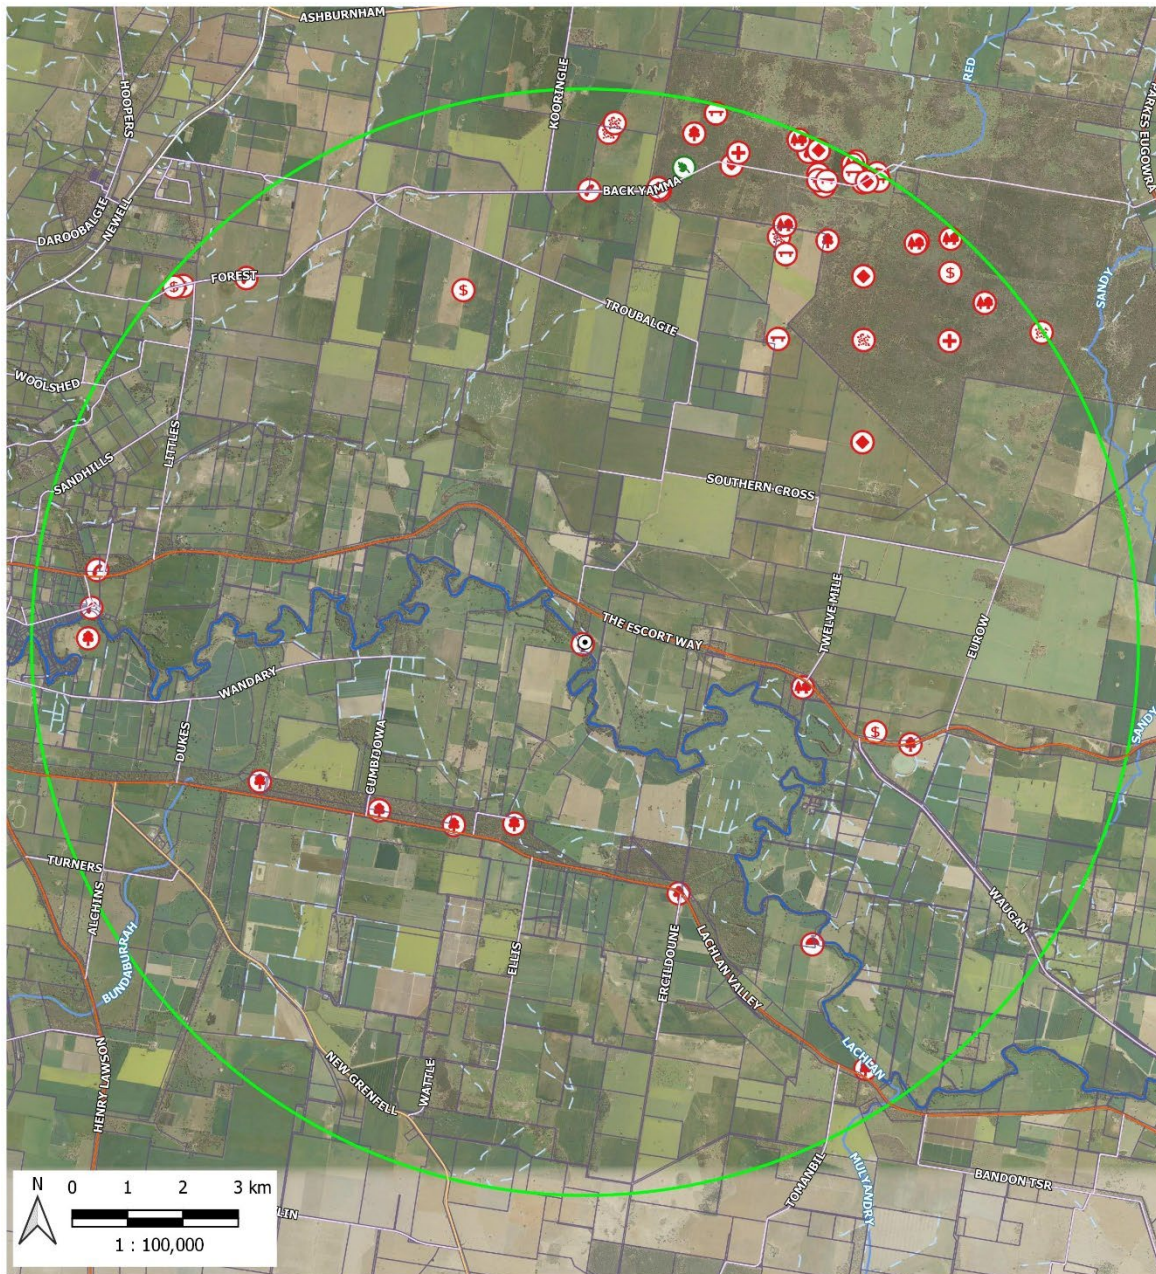 ASHBURNHAM
HOOPERS
KOORINGLE
RED
PARKES EUGOWRA
BACK YAMMA
DAROOBALGIE
NEWELL
FOREST
$
$
$
SANDY
TROUBALGIE
WOOLSHED
LITTLES
SANDHILLS
SOUTHERN CROSS
TWELVE MILE
THE ESCORT WAY
EUROW
WANDARY
DUKES
CUMBIJOWA
$
SANDY
TURNERS
ALCHINS
BUNDABURRAH
ELLIS
ERCILDOUNE
LACHLAN VALLEY
WAUGAN
HENRY LAWSON
NEW GRENFELL
WATTLE
LACHLAN
TOMANBIL
MULYANDRY
BANDON TSR
N
0 1 2 3 km
1 : 100,000
LIN